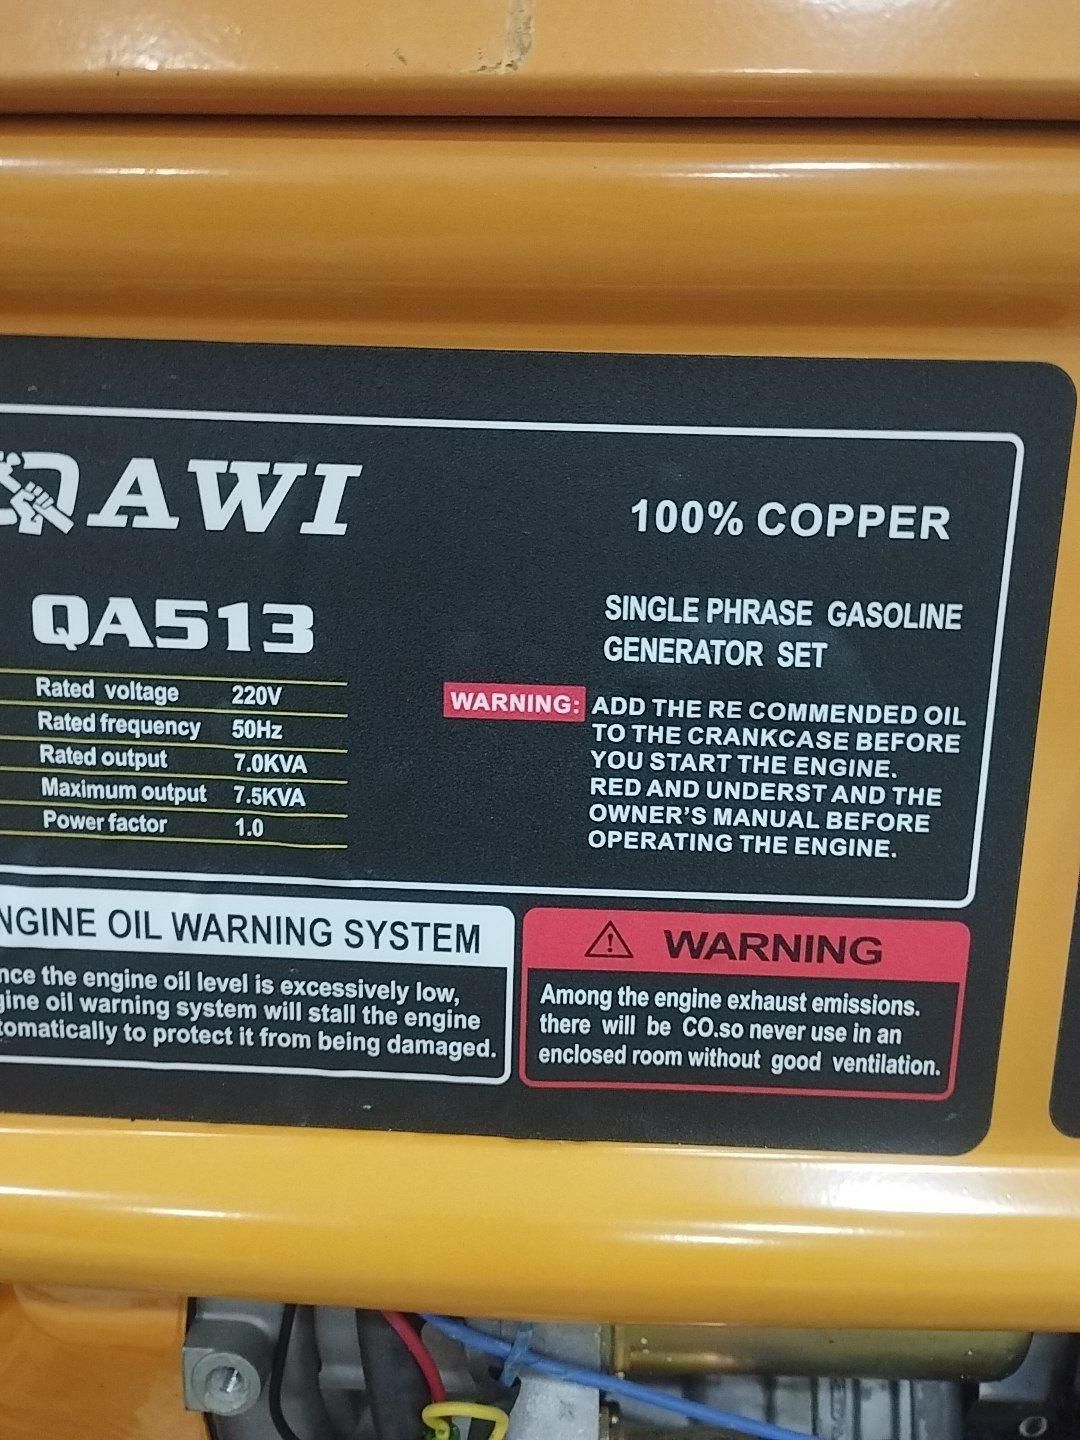 QAWI
100% COPPER
QA513
SINGLE PHRASE GASOLINE
GENERATOR SET
Rated voltage 220V
Rated frequency 50Hz
Rated output 7.0KVA
Maximum output 7.5KVA
Power factor 1.0
WARNING: ADD THE RE COMMENDED OIL
TO THE CRANKCASE BEFORE
YOU START THE ENGINE.
RED AND UNDERST AND THE
OWNER'S MANUAL BEFORE
OPERATING THE ENGINE.
NGINE OIL WARNING SYSTEM
nce the engine oil level is excessively low,
gine oil warning system will stall the engine
tomatically to protect it from being damaged.
WARNING
Among the engine exhaust emissions.
there will be CO.so never use in an
enclosed room without good ventilation.